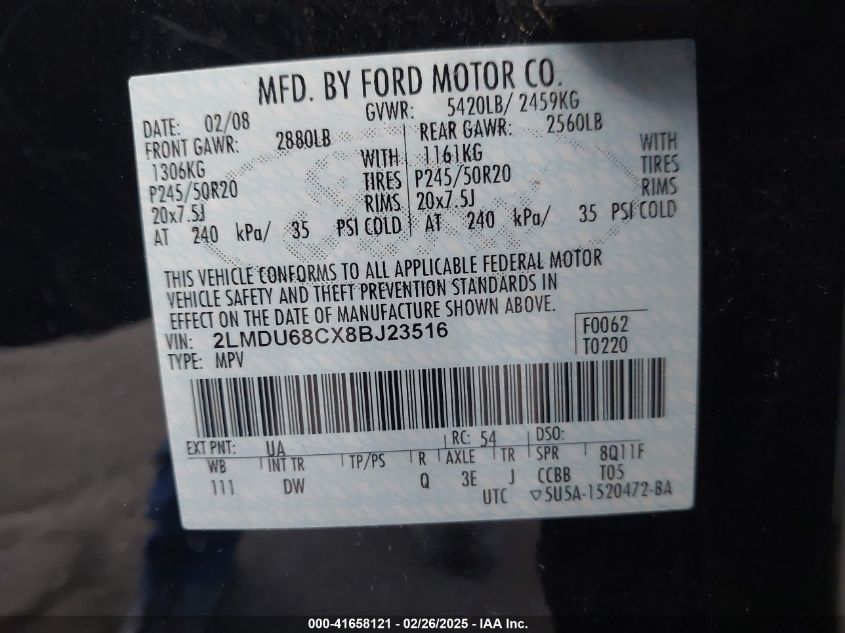 MFD. BY FORD MOTOR CO.
DATE: 02/08 GVWR: 5420LB/ 2459KG
FRONT GAWR: 2880LB REAR GAWR: 2560LB
1306KG WITH 1161KG WITH
P245/50R20 TIRES P245/50R20 TIRES
20x7.5J RIMS 20x7.5J RIMS
AT 240 kPa/ 35 PSI COLD AT 240 kPa/ 35 PSI COLD
THIS VEHICLE CONFORMS TO ALL APPLICABLE FEDERAL MOTOR
VEHICLE SAFETY AND THEFT PREVENTION STANDARDS IN
EFFECT ON THE DATE OF MANUFACTURE SHOWN ABOVE.
VIN: 2LMDU68CX8BJ23516 F0062
TYPE: MPV T0220
EXT PNT: UA RC: 54 DSO:
WB INT TR TP/PS R AXLE TR SPR 8Q11F
111 DW Q 3E J CCBB T05
UTC ▽5U5A-1520472-BA
000-41658121 - 02/26/2025 - IAA Inc.